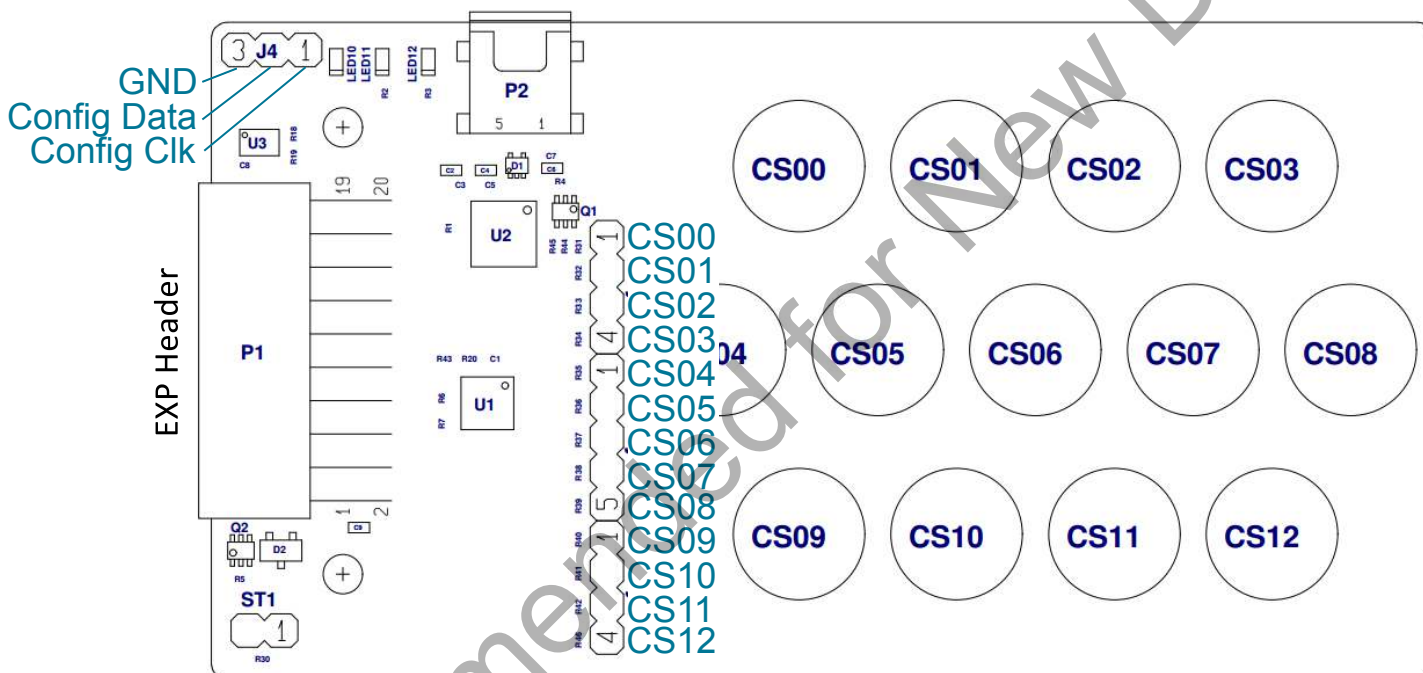 3 J4 1
GND
Config Data
Config Clk
LED10
LED11
LED12
R2
R3
P2
5 1
U3
R18
R19
C8
C2
C3
C4
C5
D1
C7
C6
R4
Q1
R1
U2
R45
R44
R31
R32
R33
R34
R35
R36
R37
R38
R39
R40
R41
R42
R46
19
20
EXP Header
P1
1
2
R43 R20 C1
R6
R7
U1
C9
Q2
D2
R5
ST1
1
R30
1
4
1
5
1
4
CS00
CS01
CS02
CS03
CS04
CS05
CS06
CS07
CS08
CS09
CS10
CS11
CS12
CS00 CS01 CS02 CS03
04 CS05 CS06 CS07 CS08
CS09 CS10 CS11 CS12
mended for New D